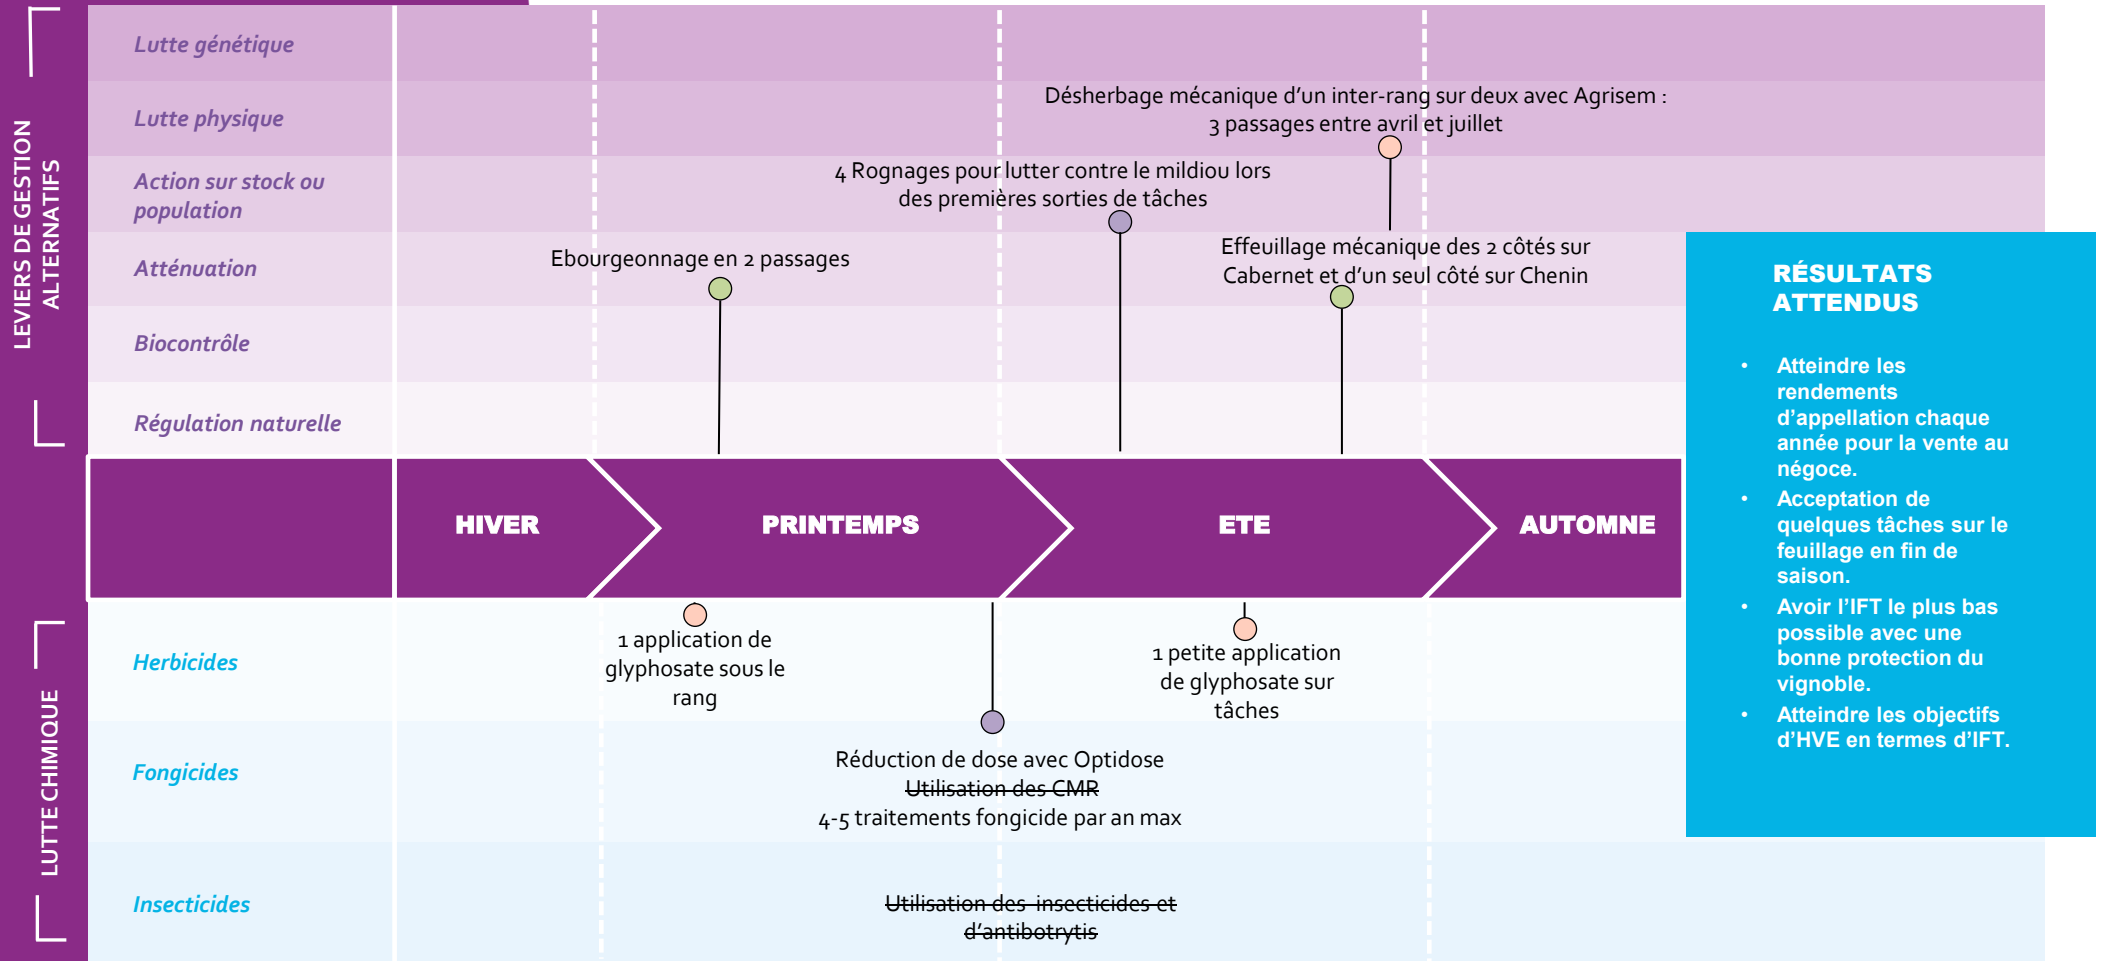 LEVIERS DE GESTION
ALTERNATIFS
Lutte génétique
Lutte physique
Action sur stock ou
population
Atténuation
Biocontrôle
Régulation naturelle
Désherbage mécanique d'un inter-rang sur deux avec Agrisem :
3 passages entre avril et juillet
4 Rognages pour lutter contre le mildiou lors
des premières sorties de tâches
Ebourgeonnage en 2 passages
Effeuillage mécanique des 2 côtés sur
Cabernet et d'un seul côté sur Chenin
HIVER
PRINTEMPS
ETE
AUTOMNE
LUTTE CHIMIQUE
Herbicides
1 application de
glyphosate sous le
rang
1 petite application
de glyphosate sur
tâches
Fongicides
Réduction de dose avec Optidose
Utilisation des CMR
4-5 traitements fongicide par an max
Insecticides
Utilisation des insecticides et
d'antibotrytis
RÉSULTATS
ATTENDUS
• Atteindre les
rendements
d'appellation chaque
année pour la vente au
négoce.
• Acceptation de
quelques tâches sur le
feuillage en fin de
saison.
• Avoir l'IFT le plus bas
possible avec une
bonne protection du
vignoble.
• Atteindre les objectifs
d'HVE en termes d'IFT.